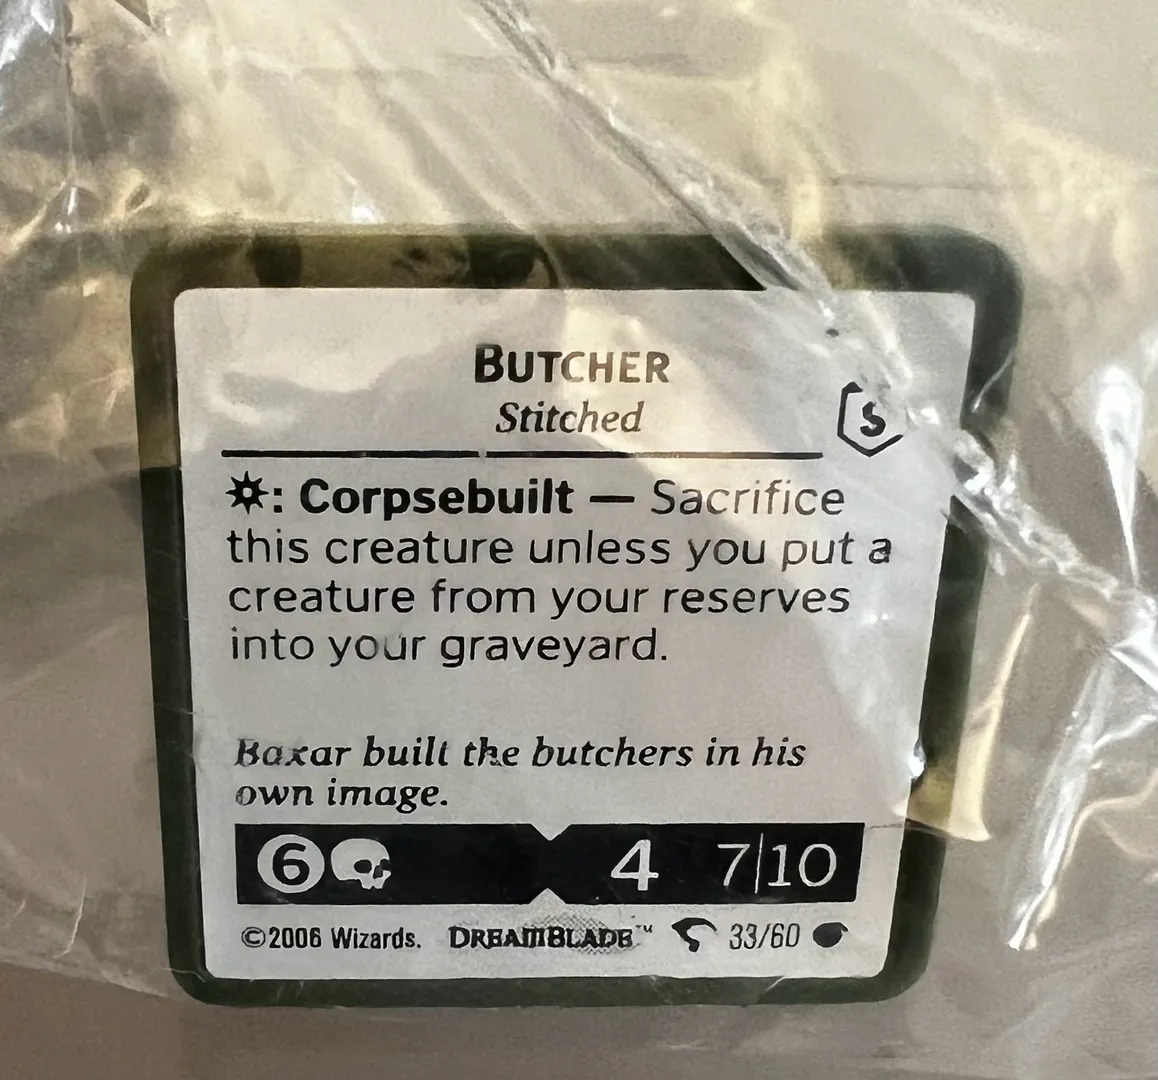 BUTCHER
Stitched
S
: Corpsebuilt — Sacrifice
this creature unless you put a
creature from your reserves
into your graveyard.
Baxar built the butchers in his
own image.
6 4 7|10
©2006 Wizards. DREAMBLADE™ 33/60